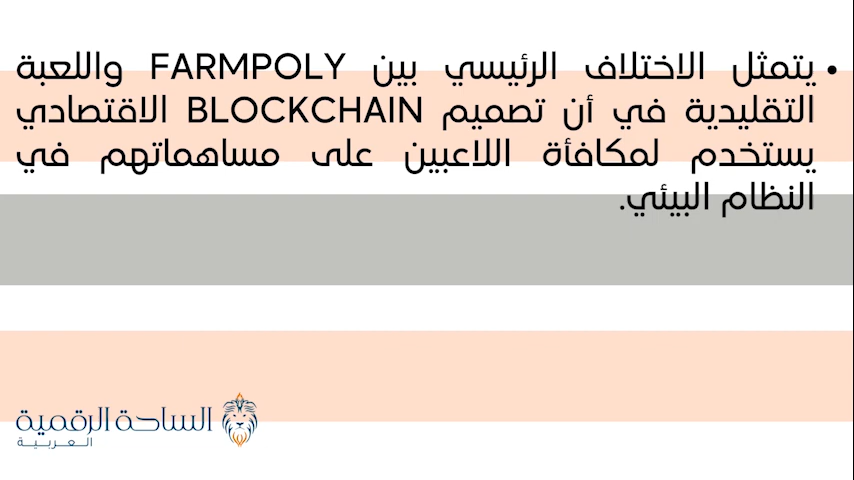 • يتمثل الاختلاف الرئيسي بين FARMPOLY واللعبة
التقليدية في أن تصميم BLOCKCHAIN الاقتصادي
يستخدم لمكافأة اللاعبين على مساهماتهم في
النظام البيئي.
الساحة الرقمية
العربية